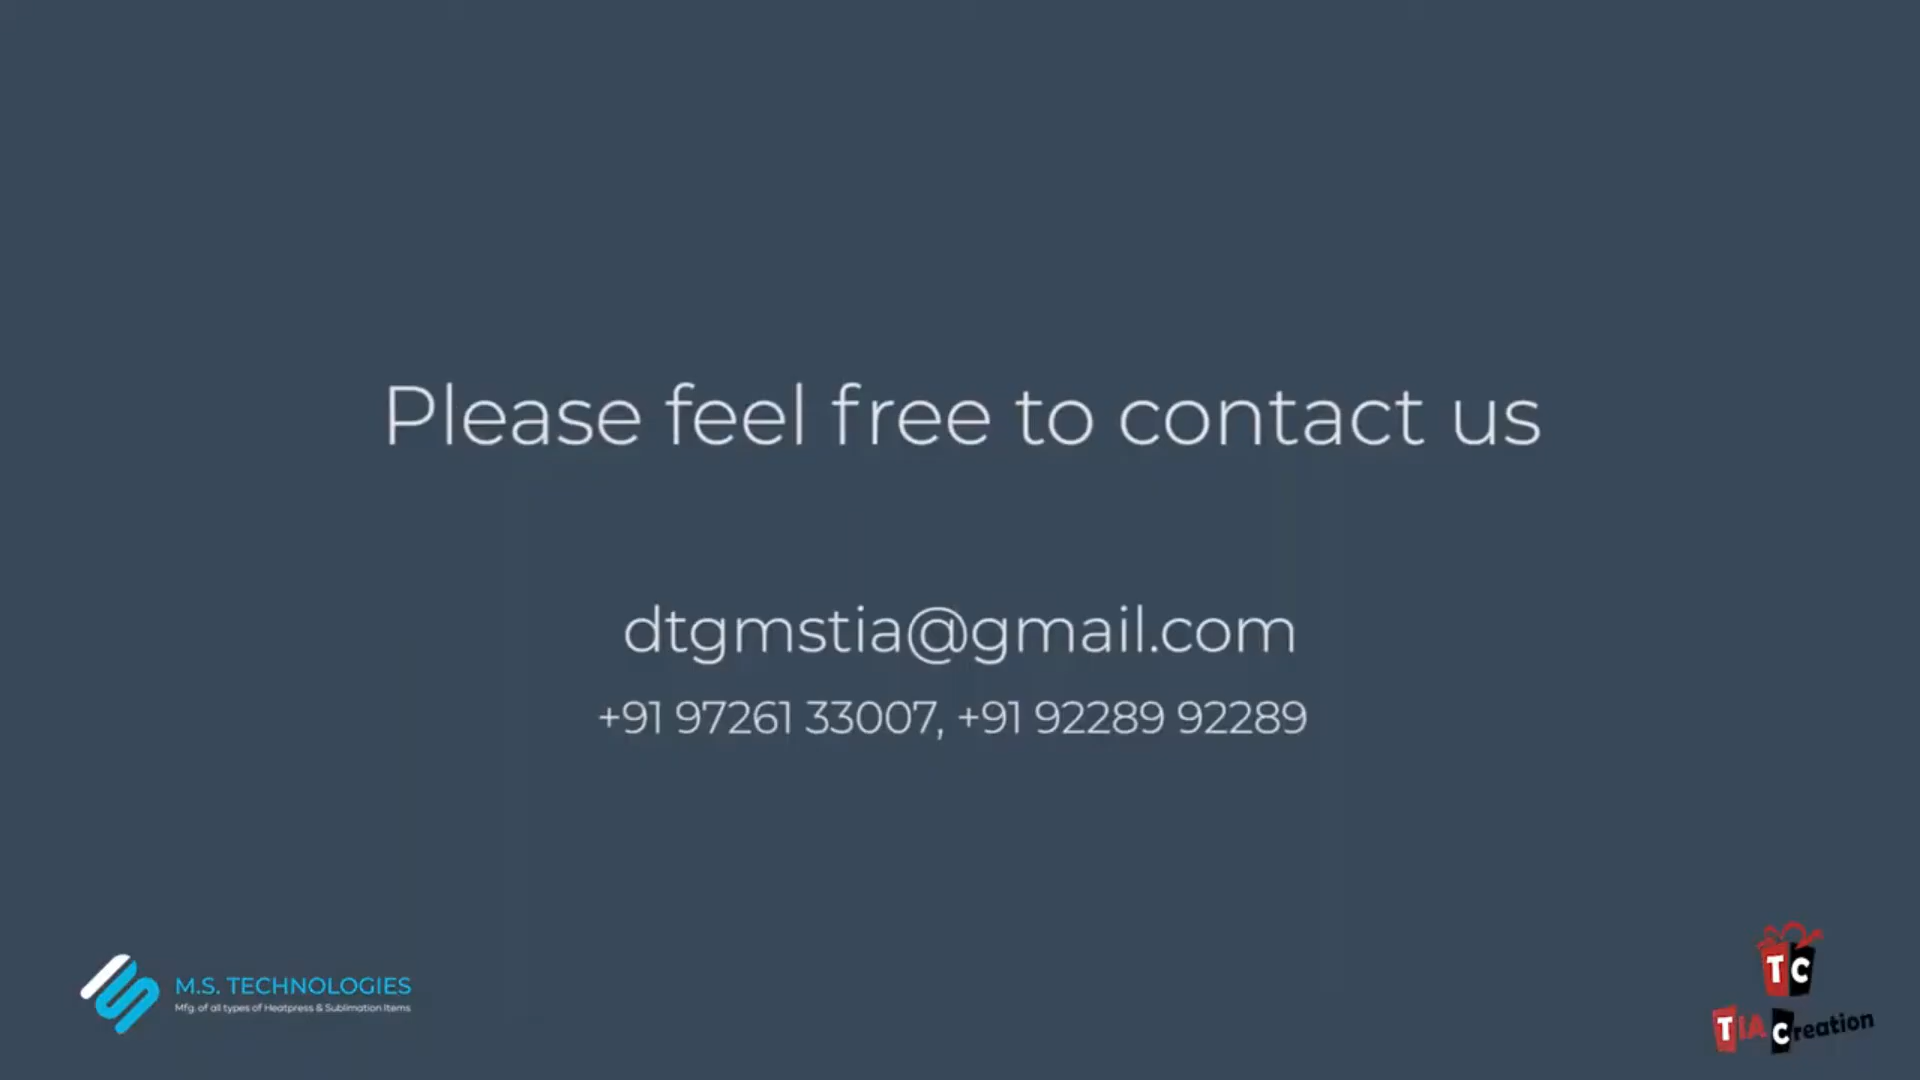 Please feel free to contact us
dtgmstia@gmail.com
+91 97261 33007, +91 92289 92289
M.S. TECHNOLOGIES
Mfg. of all types of Heatpress & Sublimation Items
TC
TIA Creation